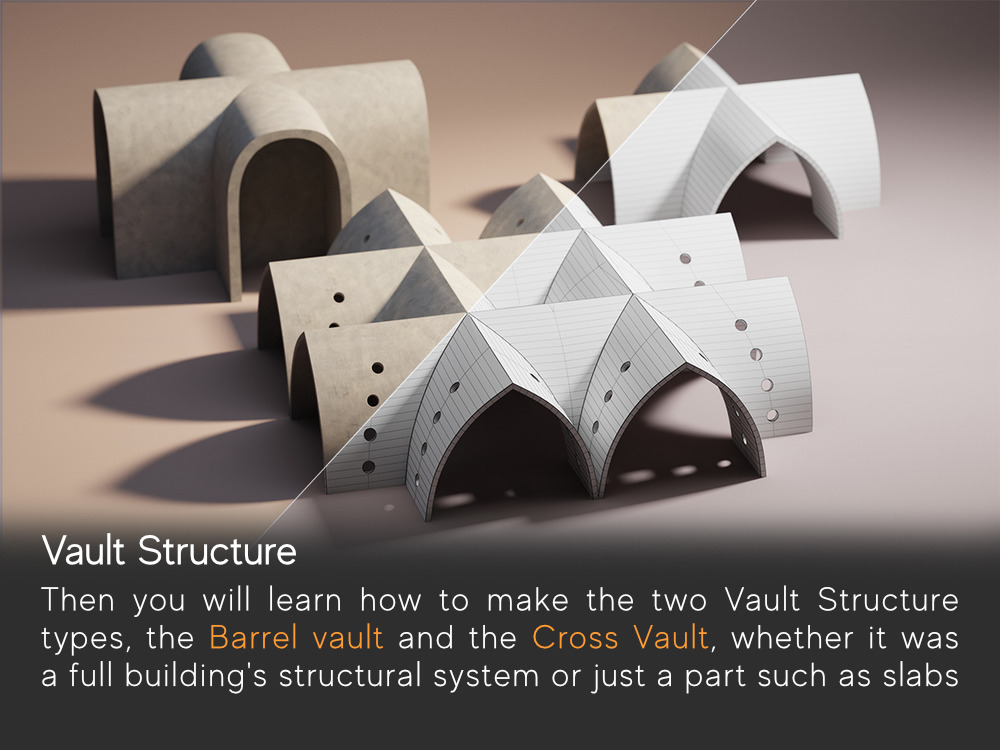 Vault Structure
Then you will learn how to make the two Vault Structure
types, the Barrel vault and the Cross Vault, whether it was
a full building's structural system or just a part such as slabs